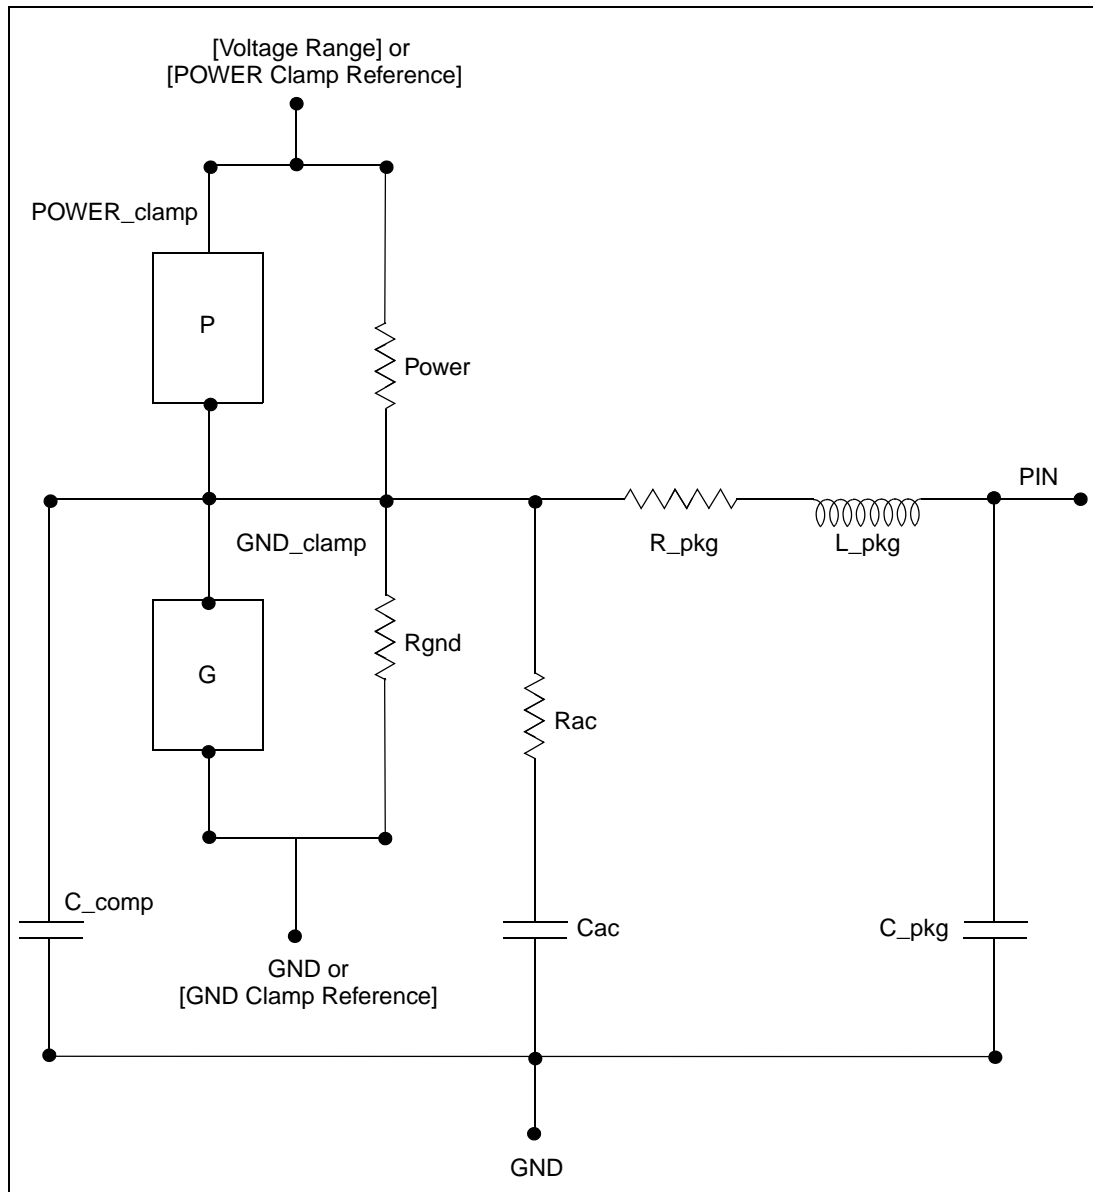 [Voltage Range] or
[POWER Clamp Reference]
POWER_clamp
P
Power
PIN
GND_clamp
R_pkg
L_pkg
Rgnd
G
Rac
C_comp
Cac
C_pkg
GND or
[GND Clamp Reference]
GND